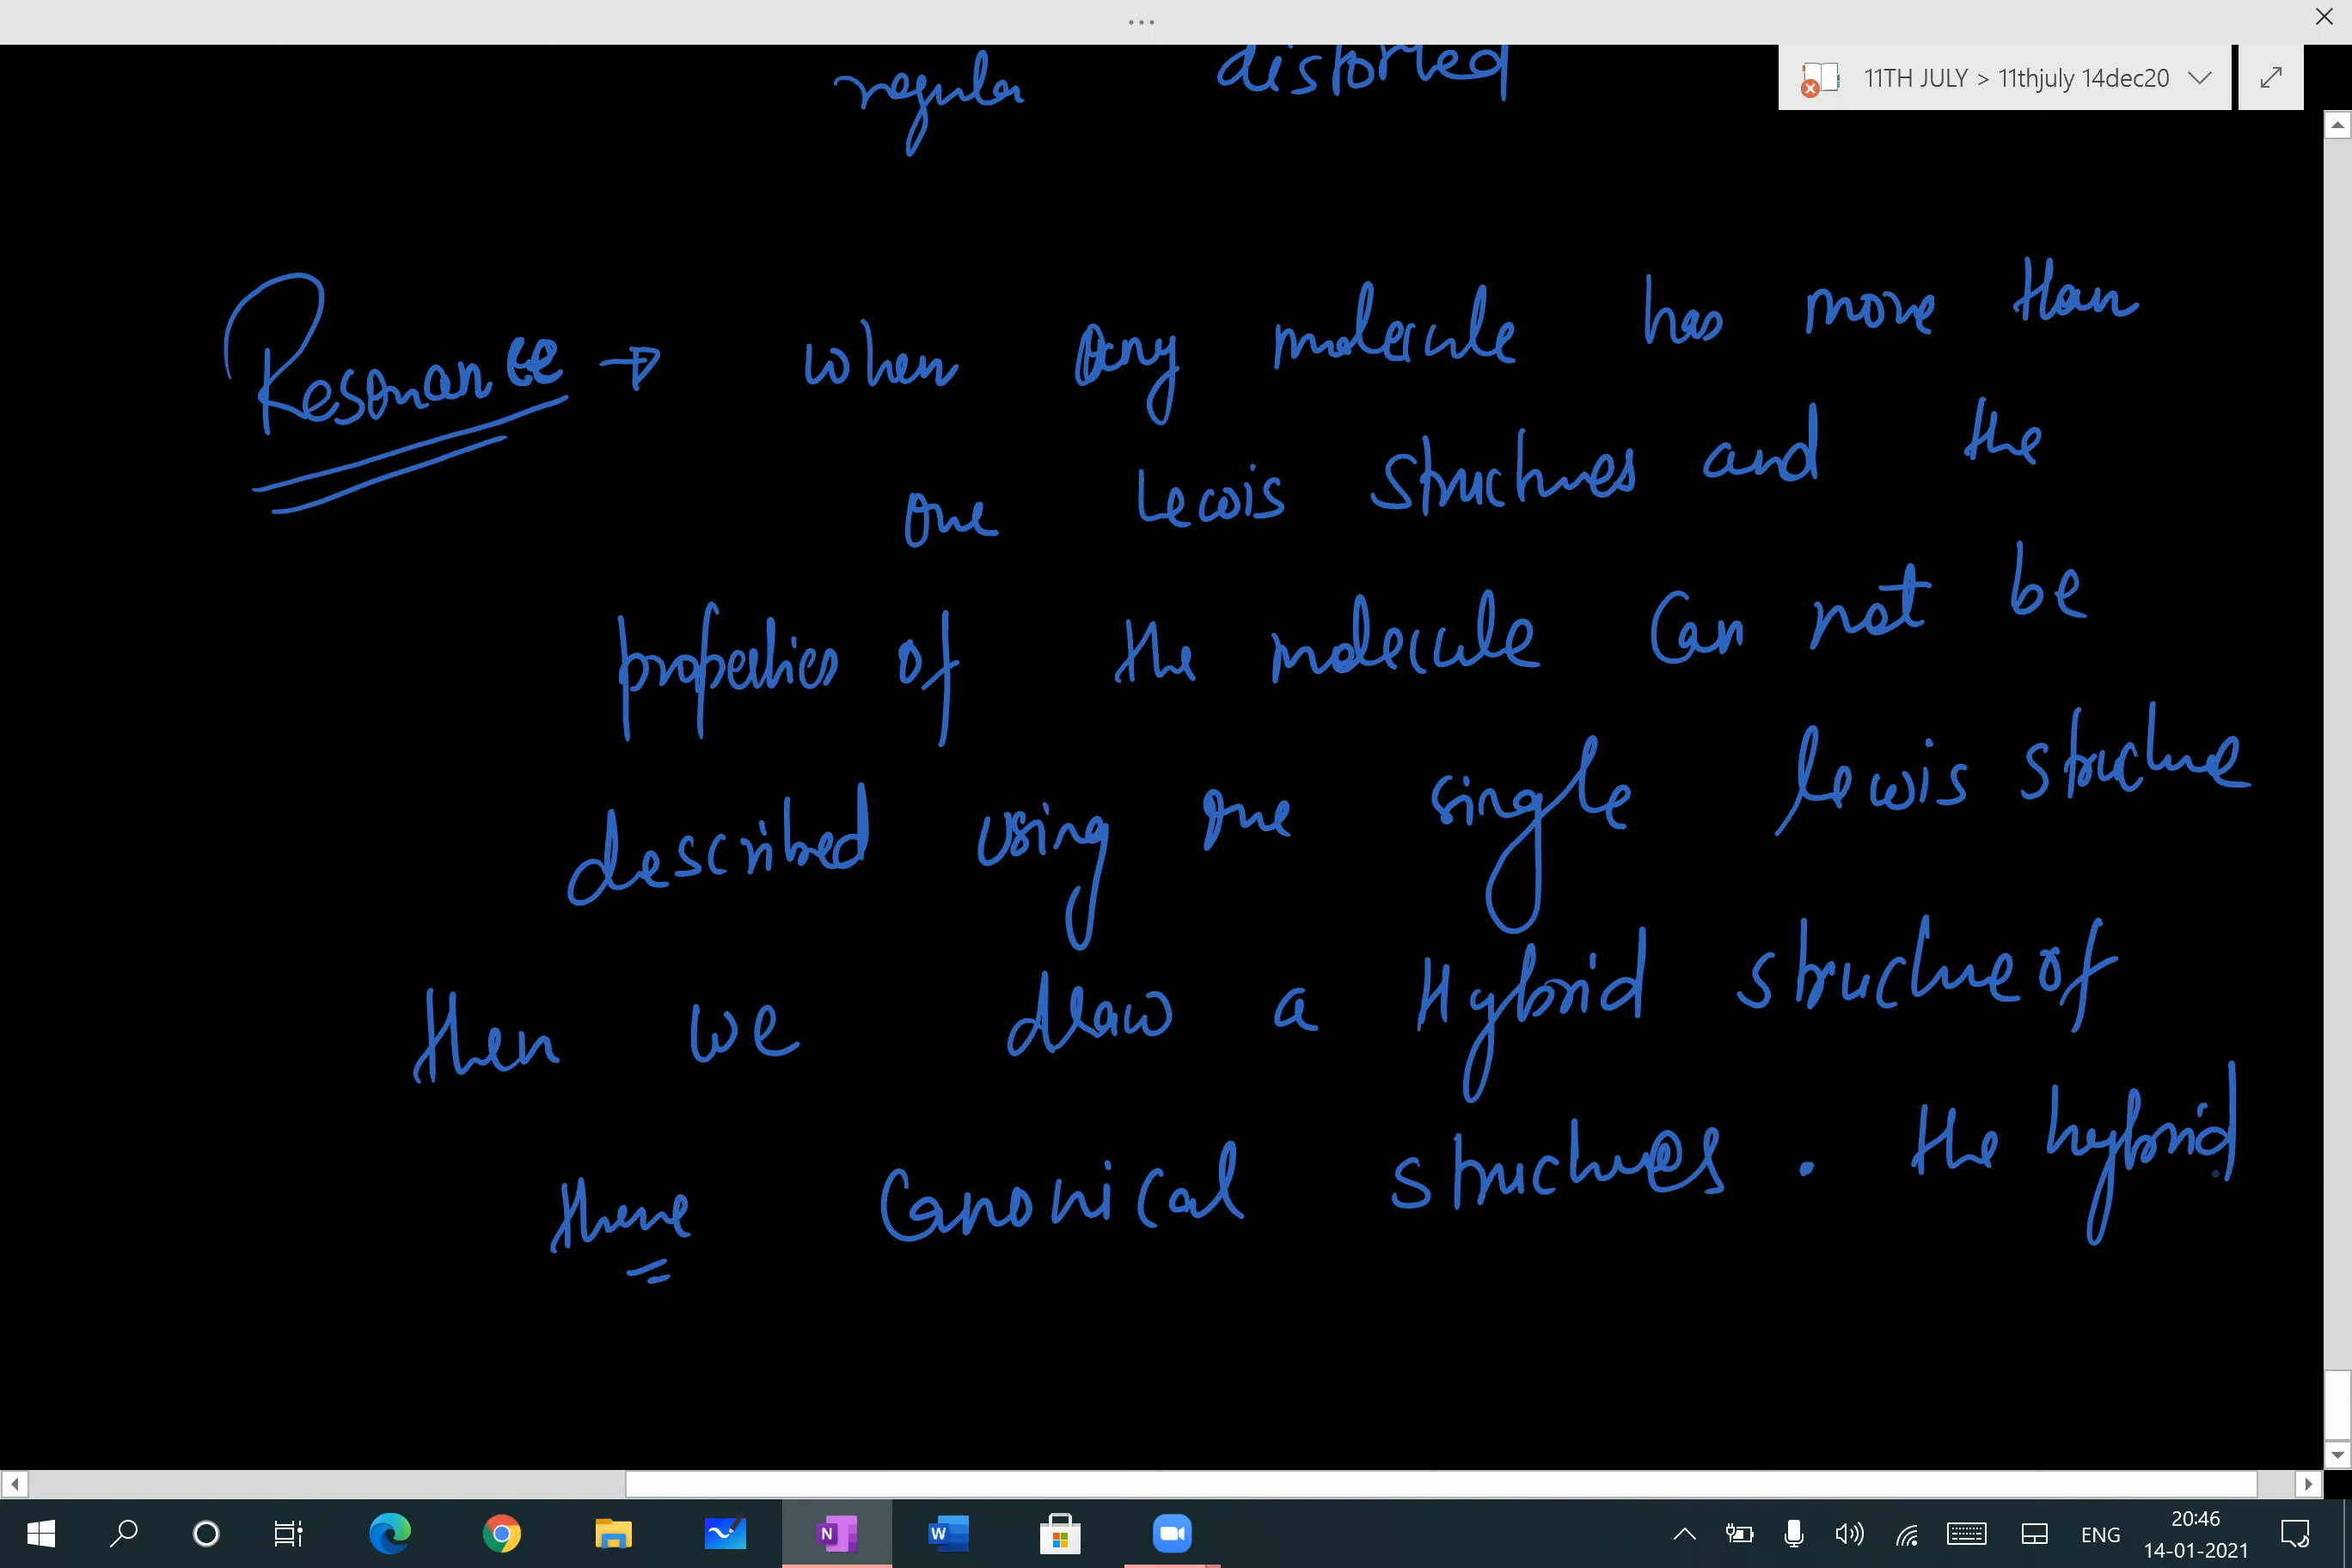 regular distorted
11TH JULY > 11thjuly 14dec20
Resonance → when any molecule has more than
one Lewis structures and the
properties of the molecule can not be
described using one single lewis structure
then we draw a Hybrid structure of
there Canonical structures. the hybrid
N
W
ENG
20:46
14-01-2021